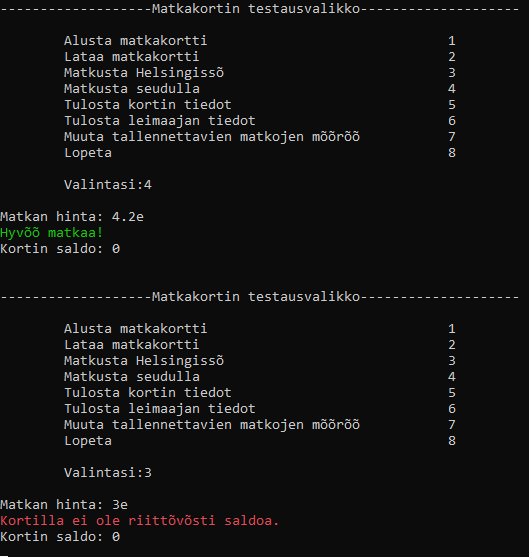 -------------------Matkakortin testausvalikko--------------------
Alusta matkakortti 1
Lataa matkakortti 2
Matkusta Helsingissõ 3
Matkusta seudulla 4
Tulosta kortin tiedot 5
Tulosta leimaajan tiedot 6
Muuta tallennettavien matkojen mõõrõõ 7
Lopeta 8
Valintasi:4
Matkan hinta: 4.2e
Hyvõõ matkaa!
Kortin saldo: 0
-------------------Matkakortin testausvalikko--------------------
Alusta matkakortti 1
Lataa matkakortti 2
Matkusta Helsingissõ 3
Matkusta seudulla 4
Tulosta kortin tiedot 5
Tulosta leimaajan tiedot 6
Muuta tallennettavien matkojen mõõrõõ 7
Lopeta 8
Valintasi:3
Matkan hinta: 3e
Kortilla ei ole riittõvõsti saldoa.
Kortin saldo: 0